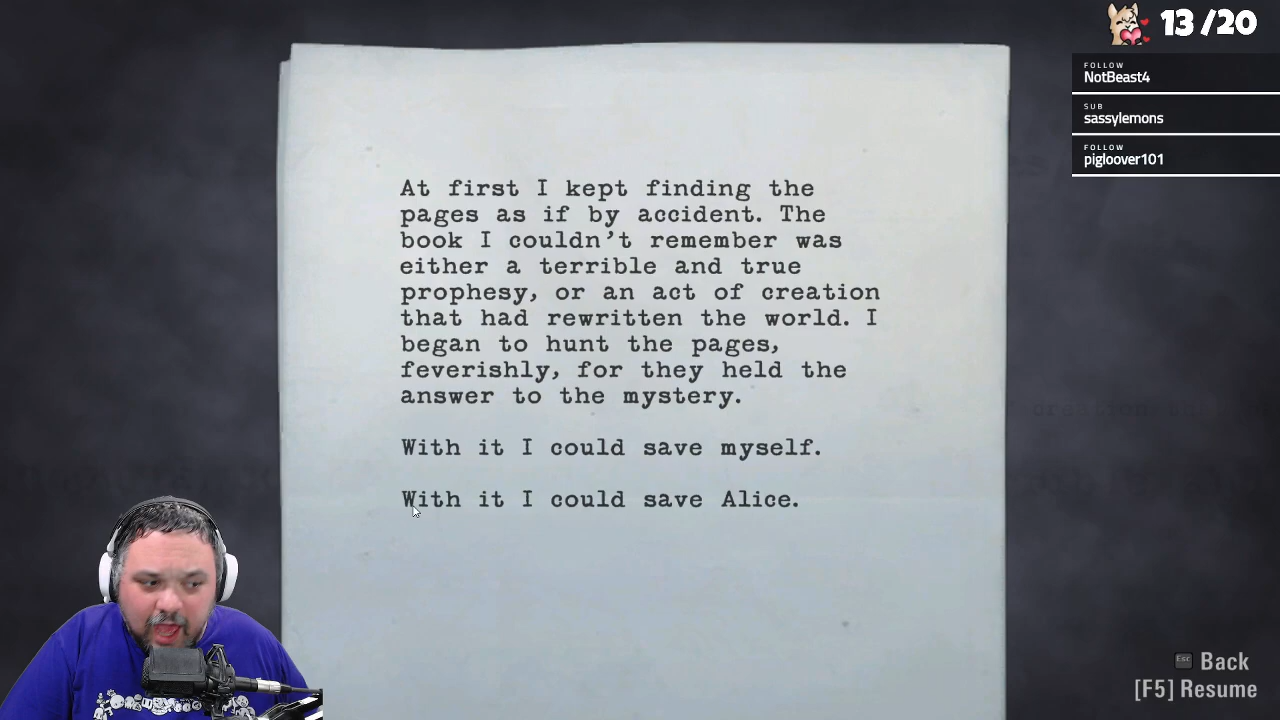 13/20
FOLLOW
NotBeast4
SUB
sassylemons
FOLLOW
pigloover101
At first I kept finding the
pages as if by accident. The
book I couldn't remember was
either a terrible and true
prophesy, or an act of creation
that had rewritten the world. I
began to hunt the pages,
feverishly, for they held the
answer to the mystery.
With it I could save myself.
With it I could save Alice.
Esc Back
[F5] Resume